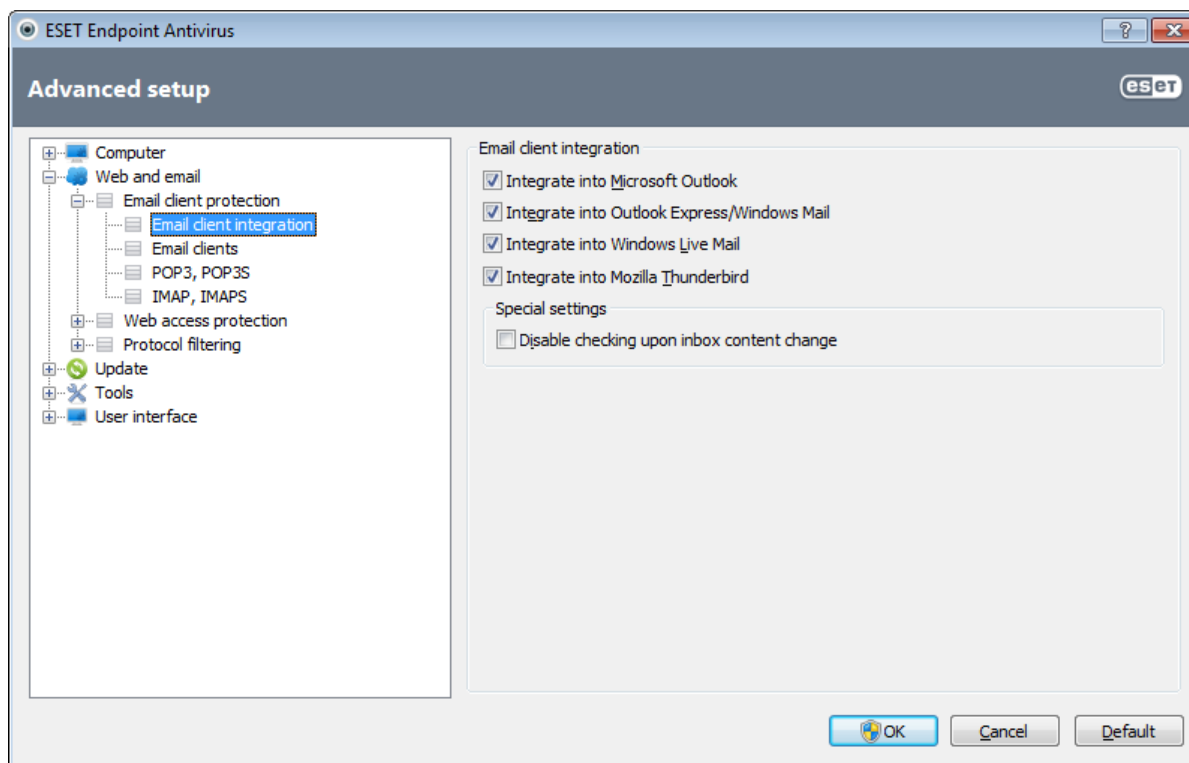 ESET Endpoint Antivirus
Advanced setup
eset
Computer
Web and email
Email client protection
Email client integration
Email clients
POP3, POP3S
IMAP, IMAPS
Web access protection
Protocol filtering
Update
Tools
User interface
Email client integration
Integrate into Microsoft Outlook
Integrate into Outlook Express/Windows Mail
Integrate into Windows Live Mail
Integrate into Mozilla Thunderbird
Special settings
Disable checking upon inbox content change
OK
Cancel
Default